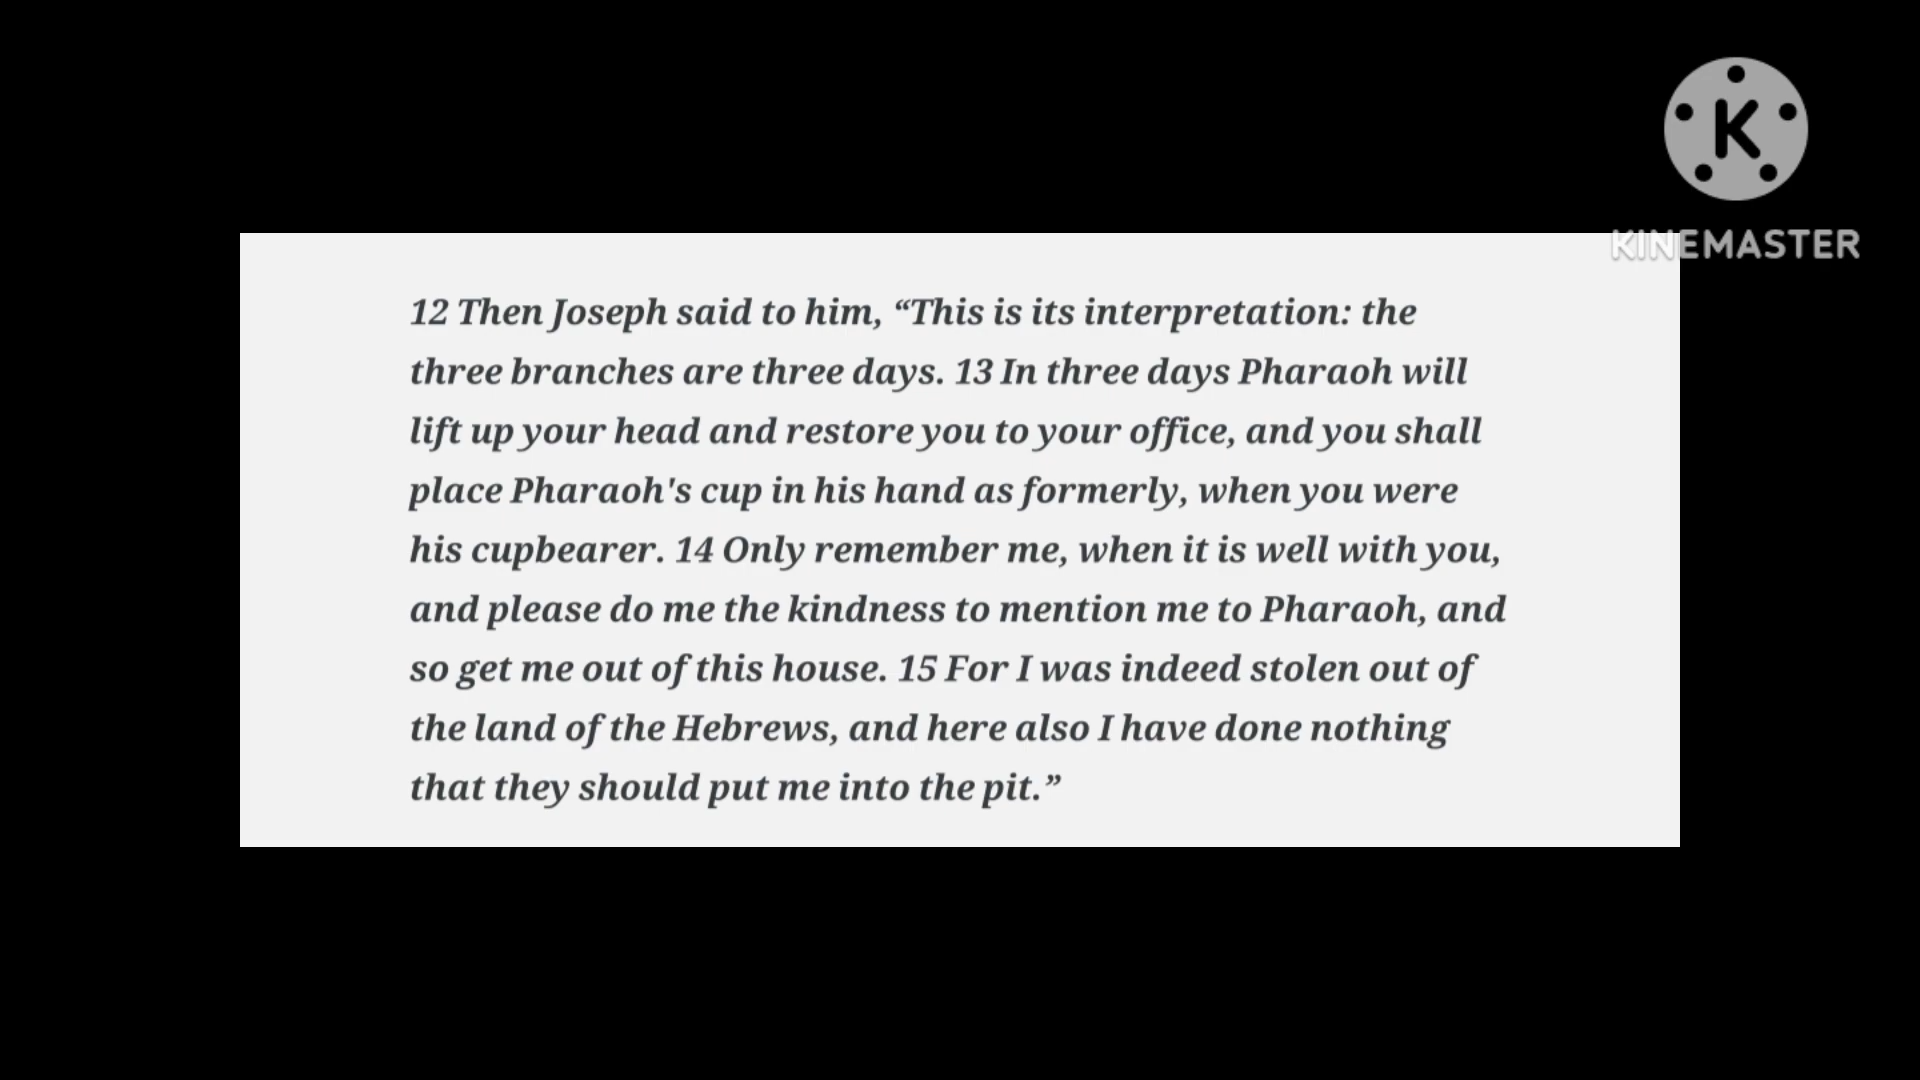 K
KINEMASTER
12 Then Joseph said to him, “This is its interpretation: the
three branches are three days. 13 In three days Pharaoh will
lift up your head and restore you to your office, and you shall
place Pharaoh's cup in his hand as formerly, when you were
his cupbearer. 14 Only remember me, when it is well with you,
and please do me the kindness to mention me to Pharaoh, and
so get me out of this house. 15 For I was indeed stolen out of
the land of the Hebrews, and here also I have done nothing
that they should put me into the pit.”